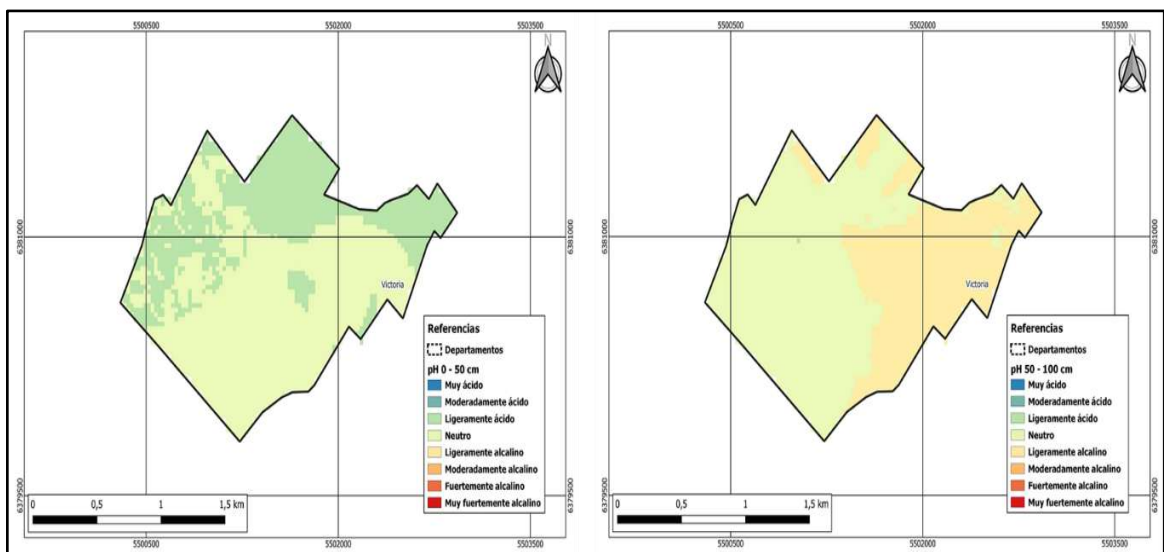 5500500 5502000 5503500
N
6381000 6381000
Victoria
6379500 6379500
Referencias
Departamentos
pH 0 - 50 cm
Muy ácido
Moderadamente ácido
Ligeramente ácido
Neutro
Ligeramente alcalino
Moderadamente alcalino
Fuertemente alcalino
Muy fuertemente alcalino
0 0,5 1 1,5 km
5500500 5502000 5503500
5500500 5502000 5503500
N
6381000 6381000
Victoria
6379500 6379500
Referencias
Departamentos
pH 50 - 100 cm
Muy ácido
Moderadamente ácido
Ligeramente ácido
Neutro
Ligeramente alcalino
Moderadamente alcalino
Fuertemente alcalino
Muy fuertemente alcalino
0 0,5 1 1,5 km
5500500 5502000 5503500